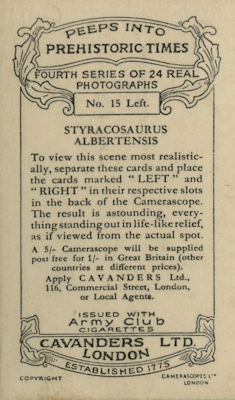 PEEPS INTO
PREHISTORIC TIMES
FOURTH SERIES OF 24 REAL
PHOTOGRAPHS
No. 15 Left.
STYRACOSAURUS
ALBERTENSIS
To view this scene most realistic-
ally, separate these cards and place
the cards marked "LEFT" and
"RIGHT" in their respective slots
in the back of the Camerascope.
The result is astounding, every-
thing standing out in life-like relief,
as if viewed from the actual spot.
A 5/- Camerascope will be supplied
post free for 1/- in Great Britain (other
countries at different prices).
Apply CAVANDERS Ltd.,
116, Commercial Street, London,
or Local Agents.
ISSUED WITH
Army Club
CIGARETTES
CAVANDERS LTD.
LONDON
ESTABLISHED 1775
COPYRIGHT
CAMERASCOPES LTD
LONDON